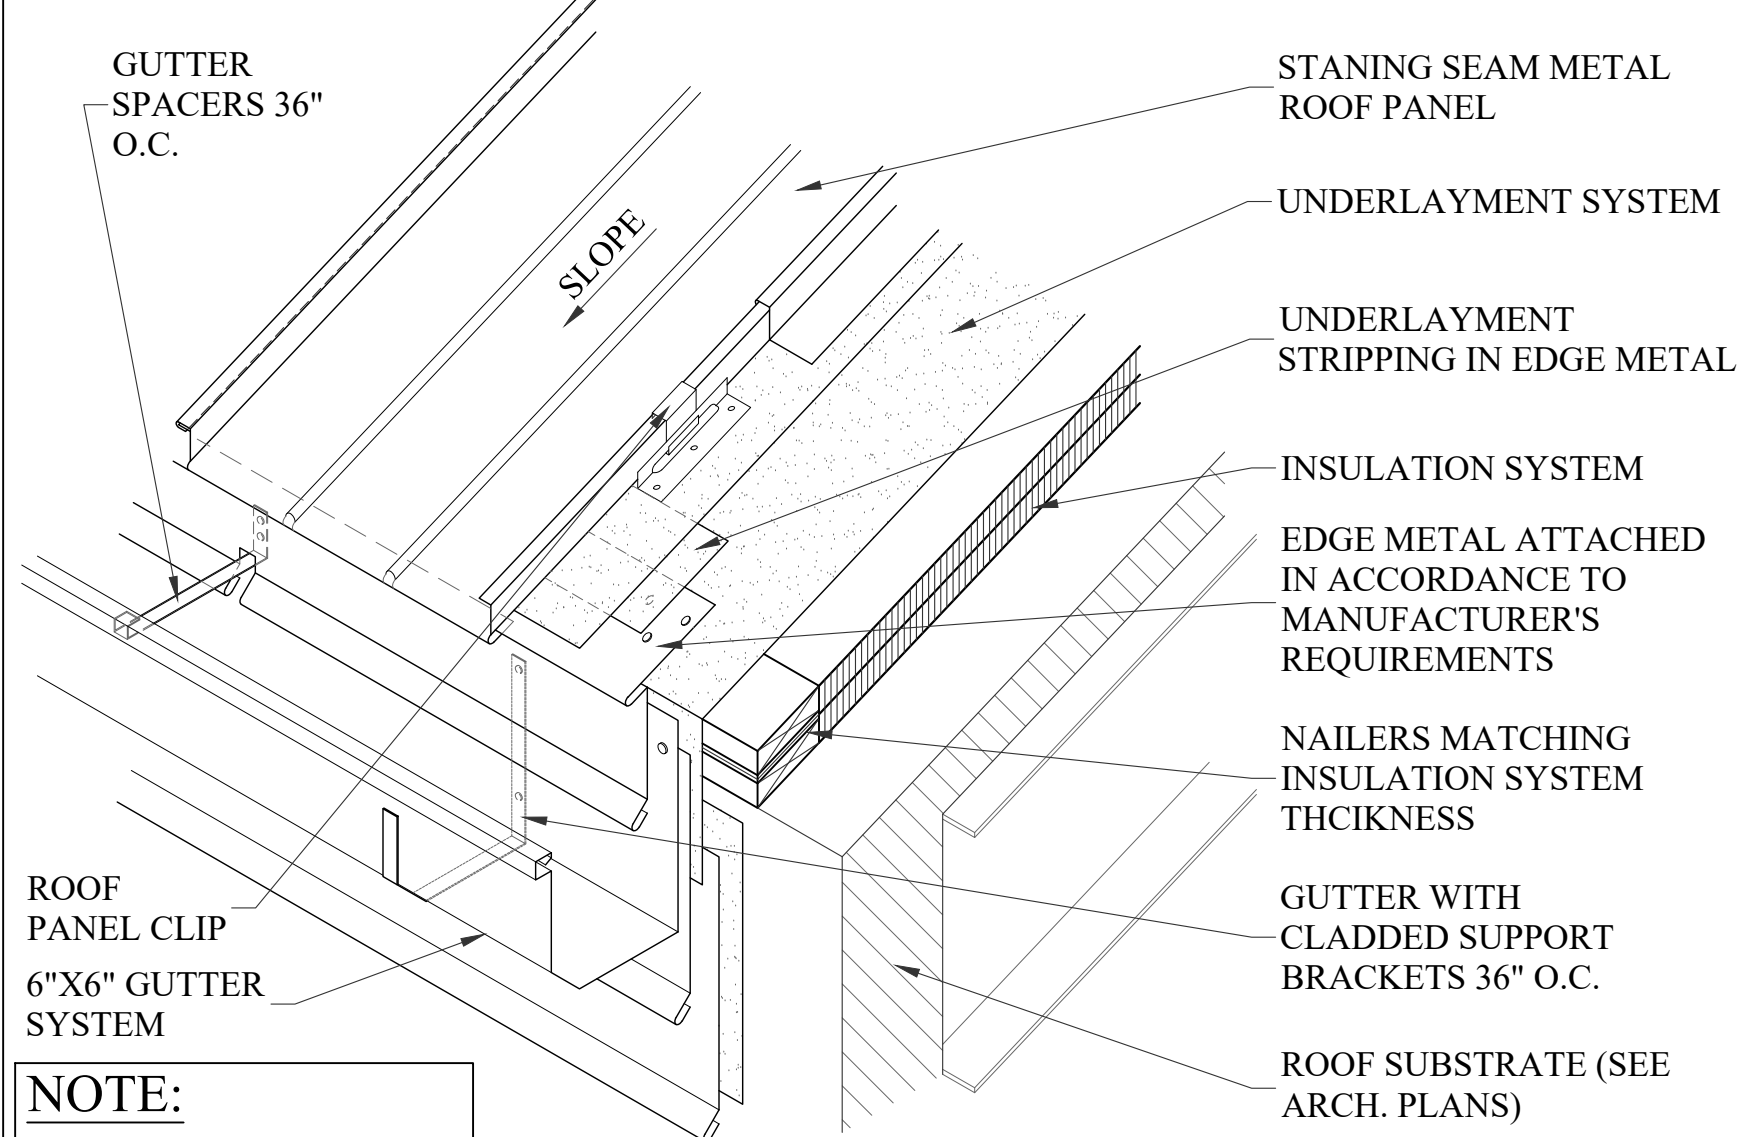 GUTTER
SPACERS 36"
O.C.
STANING SEAM METAL
ROOF PANEL
UNDERLAYMENT SYSTEM
SLOPE
UNDERLAYMENT
STRIPPING IN EDGE METAL
INSULATION SYSTEM
EDGE METAL ATTACHED
IN ACCORDANCE TO
MANUFACTURER'S
REQUIREMENTS
NAILERS MATCHING
INSULATION SYSTEM
THCIKNESS
GUTTER WITH
CLADDED SUPPORT
BRACKETS 36" O.C.
ROOF SUBSTRATE (SEE
ARCH. PLANS)
ROOF
PANEL CLIP
6"X6" GUTTER
SYSTEM
NOTE: